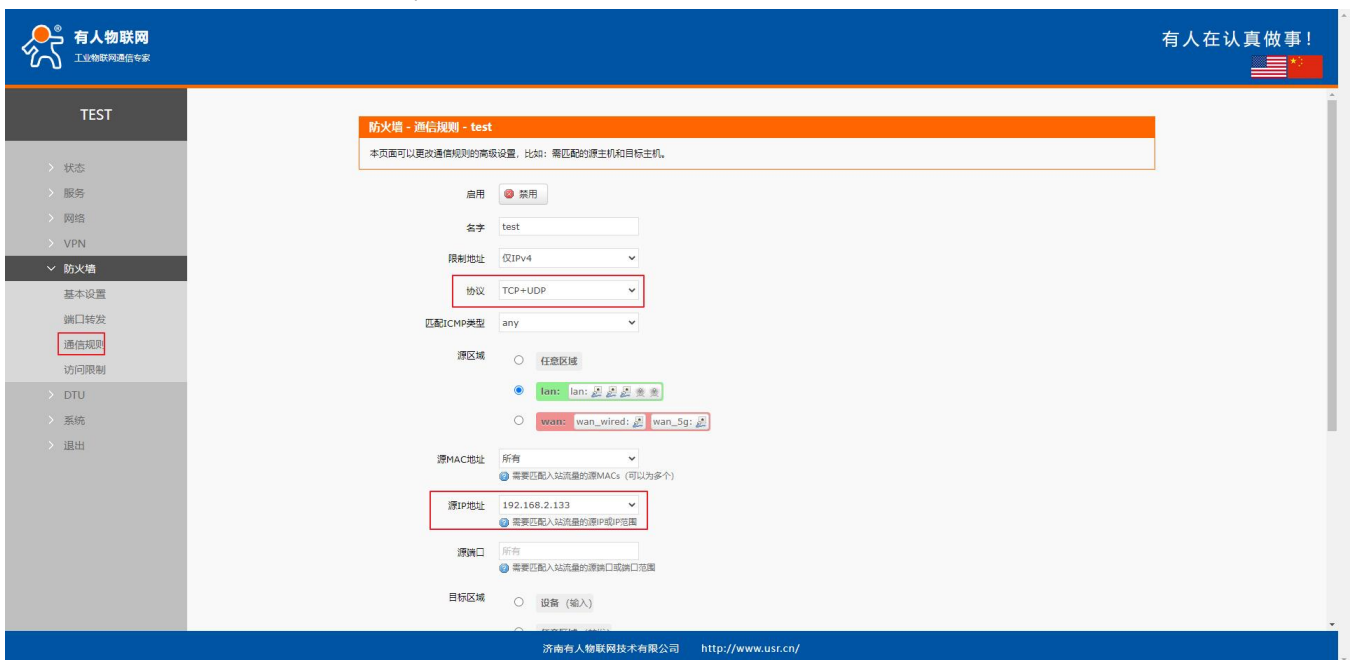 有人物联网
®
工业物联网通信专家
有人在认真做事!
TEST
状态
服务
网络
VPN
防火墙
基本设置
端口转发
通信规则
访问限制
DTU
系统
退出
防火墙 - 通信规则 - test
本页面可以更改通信规则的高级设置, 比如: 需匹配的源主机和目标主机。
启用 禁用
名字 test
限制地址 仅IPv4
协议 TCP+UDP
匹配ICMP类型 any
源区域 任意区域
lan: lan:
wan: wan_wired: wan_5g:
源MAC地址 所有
需要匹配入站流量的源MACs (可以为多个)
源IP地址 192.168.2.133
需要匹配入站流量的源IP或IP范围
源端口 所有
需要匹配入站流量的源端口或端口范围
目标区域 设备 (输入)
济南有人物联网技术有限公司 http://www.usr.cn/